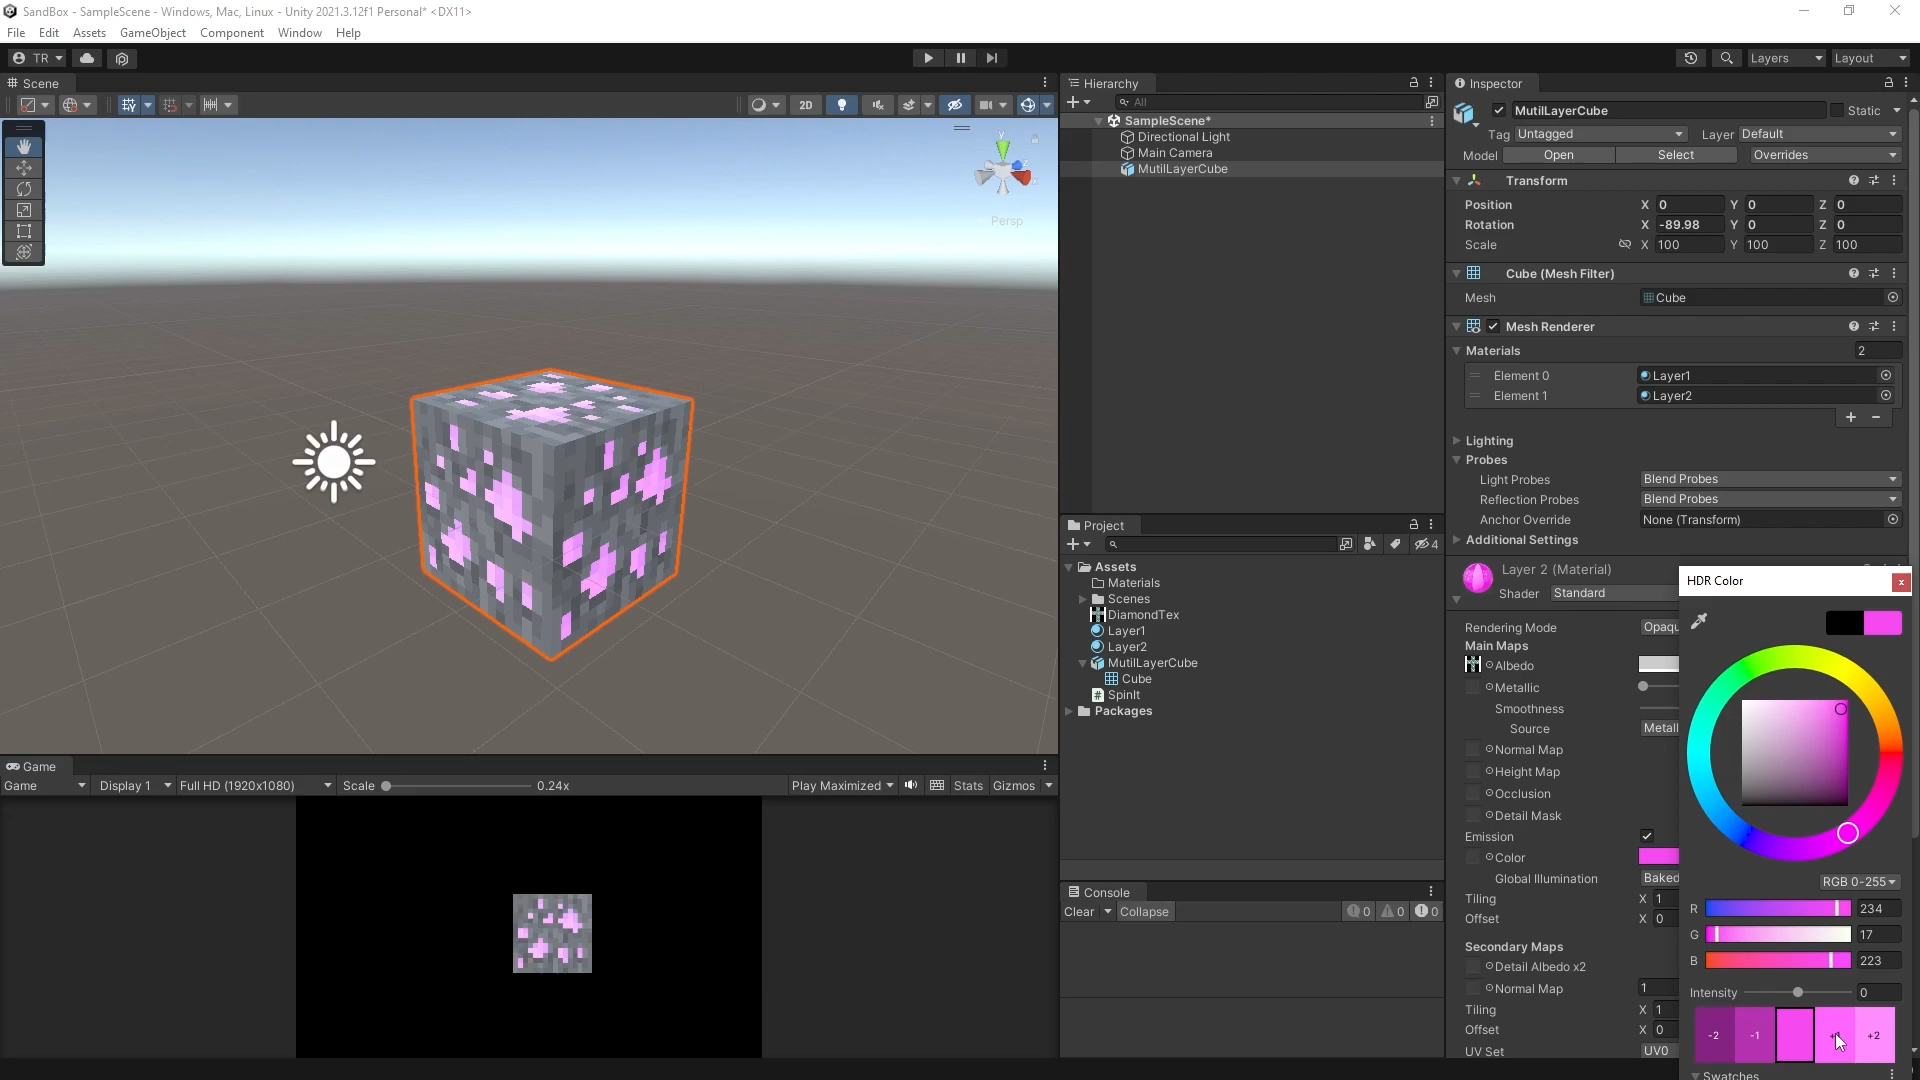 SandBox - SampleScene - Windows, Mac, Linux - Unity 2021.3.12f1 Personal* <DX11>
File Edit Assets GameObject Component Window Help
TR
Layers Layout
Scene
2D
y
z
x
Persp
Hierarchy
All
SampleScene*
Directional Light
Main Camera
MutilLayerCube
Project
4
Assets
Materials
Scenes
DiamondTex
Layer1
Layer2
MutilLayerCube
Cube
SpinIt
Packages
Game
Game Display 1 Full HD (1920x1080) Scale 0.24x Play Maximized Stats Gizmos
Console
Clear Collapse 0 0 0
Inspector
MutilLayerCube Static
Tag Untagged Layer Default
Model Open Select Overrides
Transform
Position X 0 Y 0 Z 0
Rotation X -89.98 Y 0 Z 0
Scale X 100 Y 100 Z 100
Cube (Mesh Filter)
Mesh Cube
Mesh Renderer
Materials 2
Element 0 Layer1
Element 1 Layer2
Lighting
Probes
Light Probes Blend Probes
Reflection Probes Blend Probes
Anchor Override None (Transform)
Additional Settings
Layer 2 (Material)
Shader Standard
Rendering Mode Opaqu
Main Maps
Albedo
Metallic
Smoothness
Source Metall
Normal Map
Height Map
Occlusion
Detail Mask
Emission
Color
Global Illumination Baked
Tiling X 1
Offset X 0
Secondary Maps
Detail Albedo x2
Normal Map 1
Tiling X 1
Offset X 0
UV Set UV0
HDR Color
x
RGB 0-255
R 234
G 17
B 223
Intensity 0
-2 -1 +1 +2
Swatches